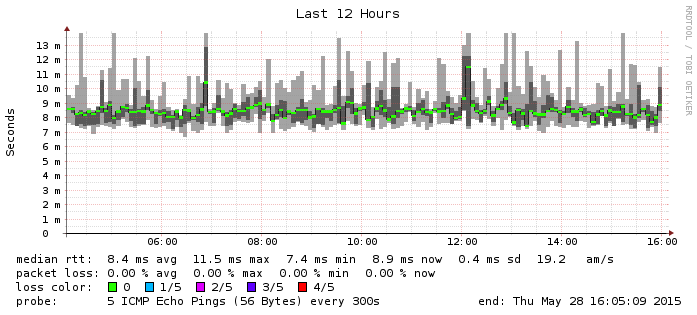 Last 12 Hours
RRDTOOL / TOBI OETIKER
Seconds
13 m
12 m
11 m
10 m
9 m
8 m
7 m
6 m
5 m
4 m
3 m
2 m
1 m
0
06:00 08:00 10:00 12:00 14:00 16:00
median rtt: 8.4 ms avg 11.5 ms max 7.4 ms min 8.9 ms now 0.4 ms sd 19.2 am/s
packet loss: 0.00 % avg 0.00 % max 0.00 % min 0.00 % now
loss color: 0 1/5 2/5 3/5 4/5
probe: 5 ICMP Echo Pings (56 Bytes) every 300s end: Thu May 28 16:05:09 2015